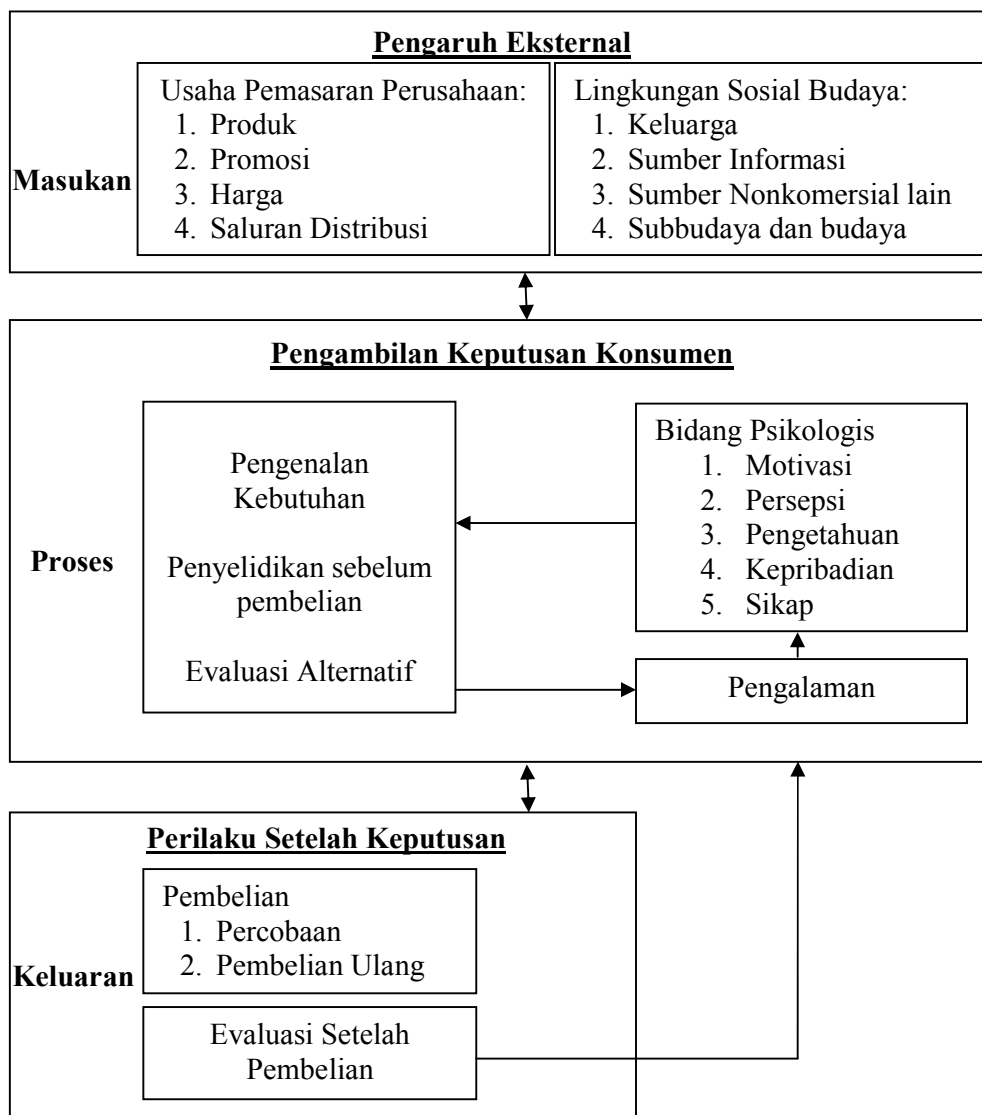 Pengaruh Eksternal
Masukan
Usaha Pemasaran Perusahaan:
1. Produk
2. Promosi
3. Harga
4. Saluran Distribusi
Lingkungan Sosial Budaya:
1. Keluarga
2. Sumber Informasi
3. Sumber Nonkomersial lain
4. Subbudaya dan budaya
Pengambilan Keputusan Konsumen
Proses
Pengenalan
Kebutuhan
Penyelidikan sebelum
pembelian
Evaluasi Alternatif
Bidang Psikologis
1. Motivasi
2. Persepsi
3. Pengetahuan
4. Kepribadian
5. Sikap
Pengalaman
Perilaku Setelah Keputusan
Keluaran
Pembelian
1. Percobaan
2. Pembelian Ulang
Evaluasi Setelah
Pembelian